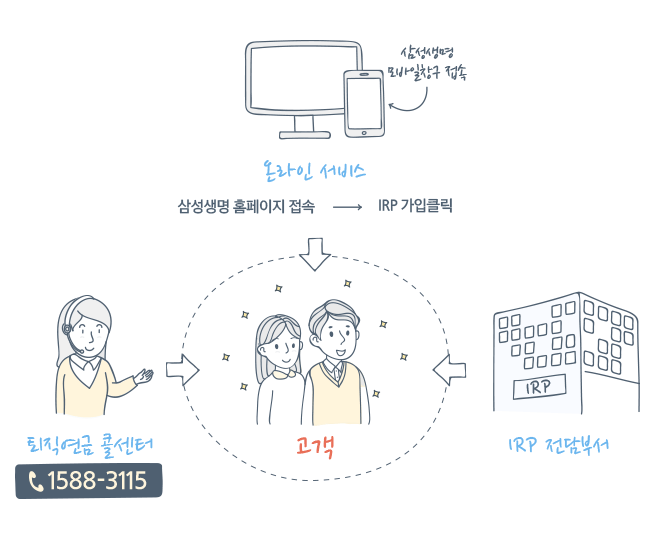 삼성생명
모바일창구 접속
온라인 서비스
삼성생명 홈페이지 접속 → IRP 가입클릭
IRP
퇴직연금 콜센터
1588-3115
고객
IRP 전담부서